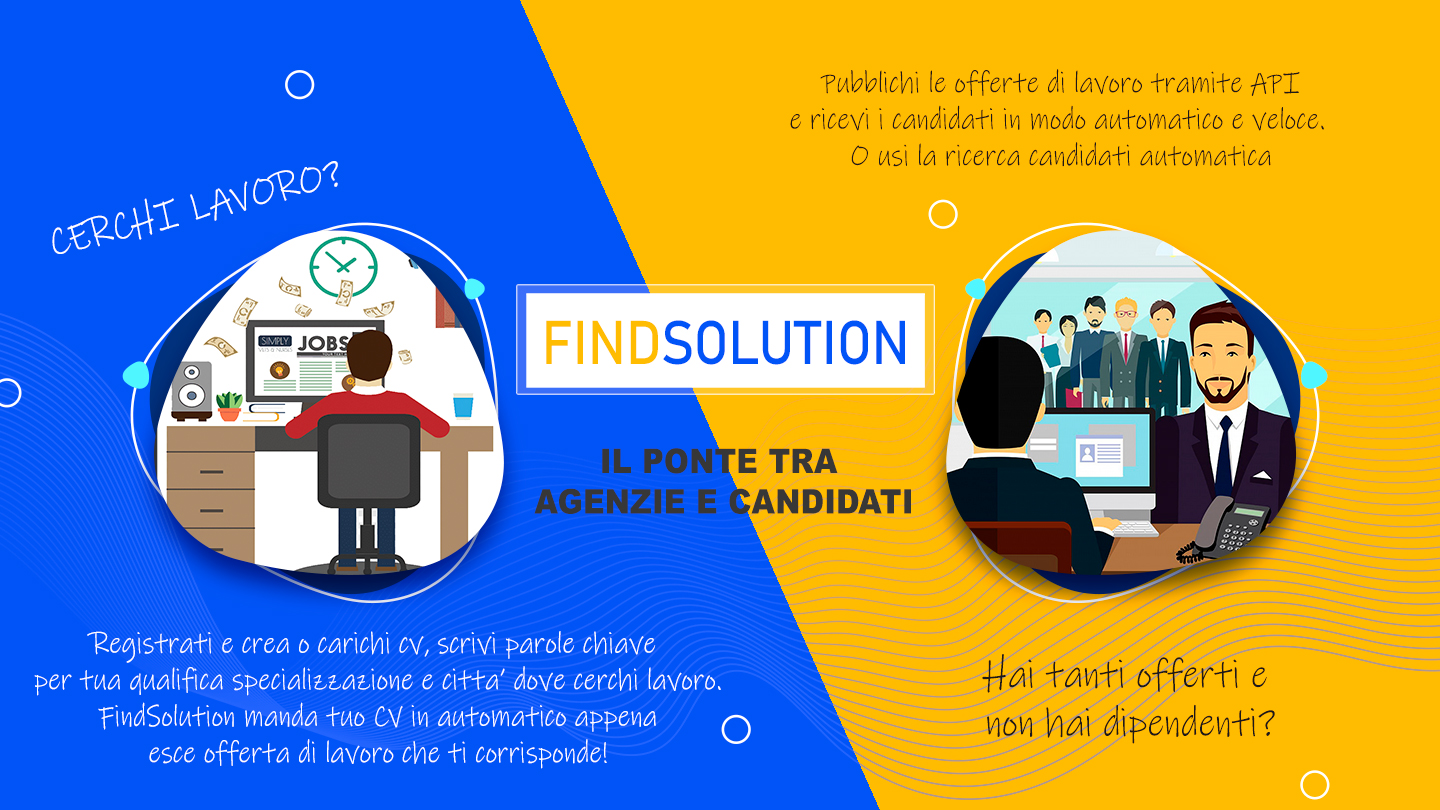 CERCHI LAVORO?
Pubblichi le offerte di lavoro tramite API
e ricevi i candidati in modo automatico e veloce.
O usi la ricerca candidati automatica
SIMPLY
JOBS
FINDSOLUTION
IL PONTE TRA
AGENZIE E CANDIDATI
Registrati e crea o carichi cv, scrivi parole chiave
per tua qualifica specializzazione e citta' dove cerchi lavoro.
FindSolution manda tuo CV in automatico appena
esce offerta di lavoro che ti corrisponde!
Hai tanti offerti e
non hai dipendenti?